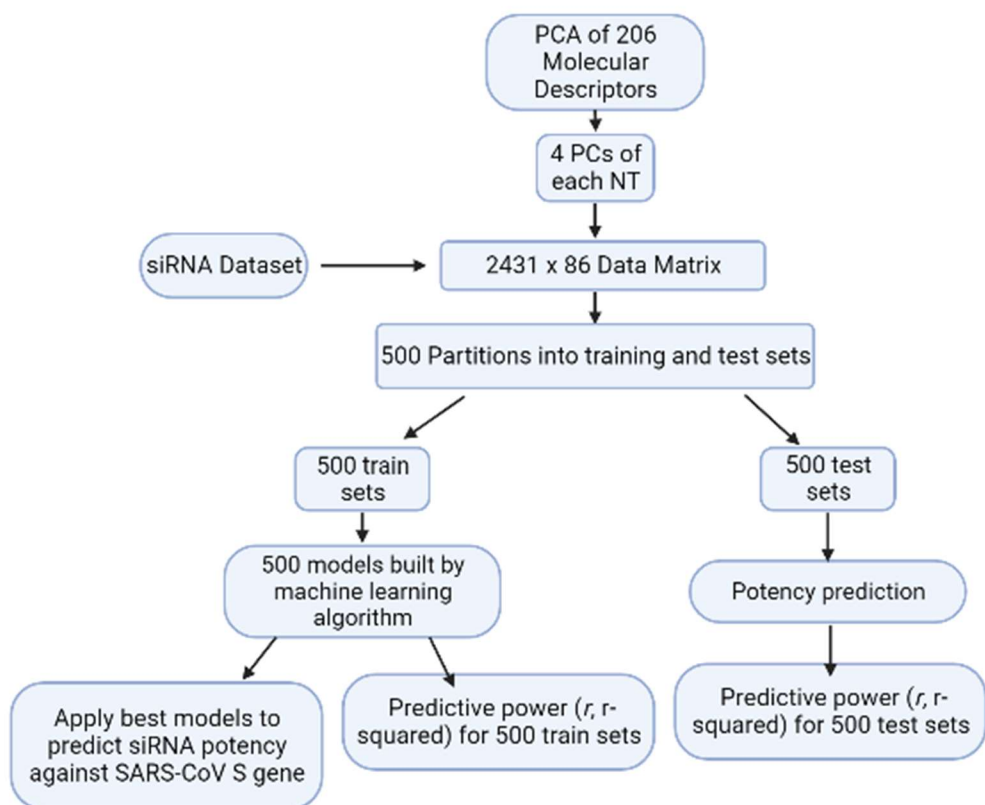 PCA of 206
Molecular
Descriptors
4 PCs of
each NT
siRNA Dataset
2431 x 86 Data Matrix
500 Partitions into training and test sets
500 train
sets
500 test
sets
500 models built by
machine learning
algorithm
Potency prediction
Apply best models to
predict siRNA potency
against SARS-CoV S gene
Predictive power (r, r-
squared) for 500 train sets
Predictive power (r, r-
squared) for 500 test sets